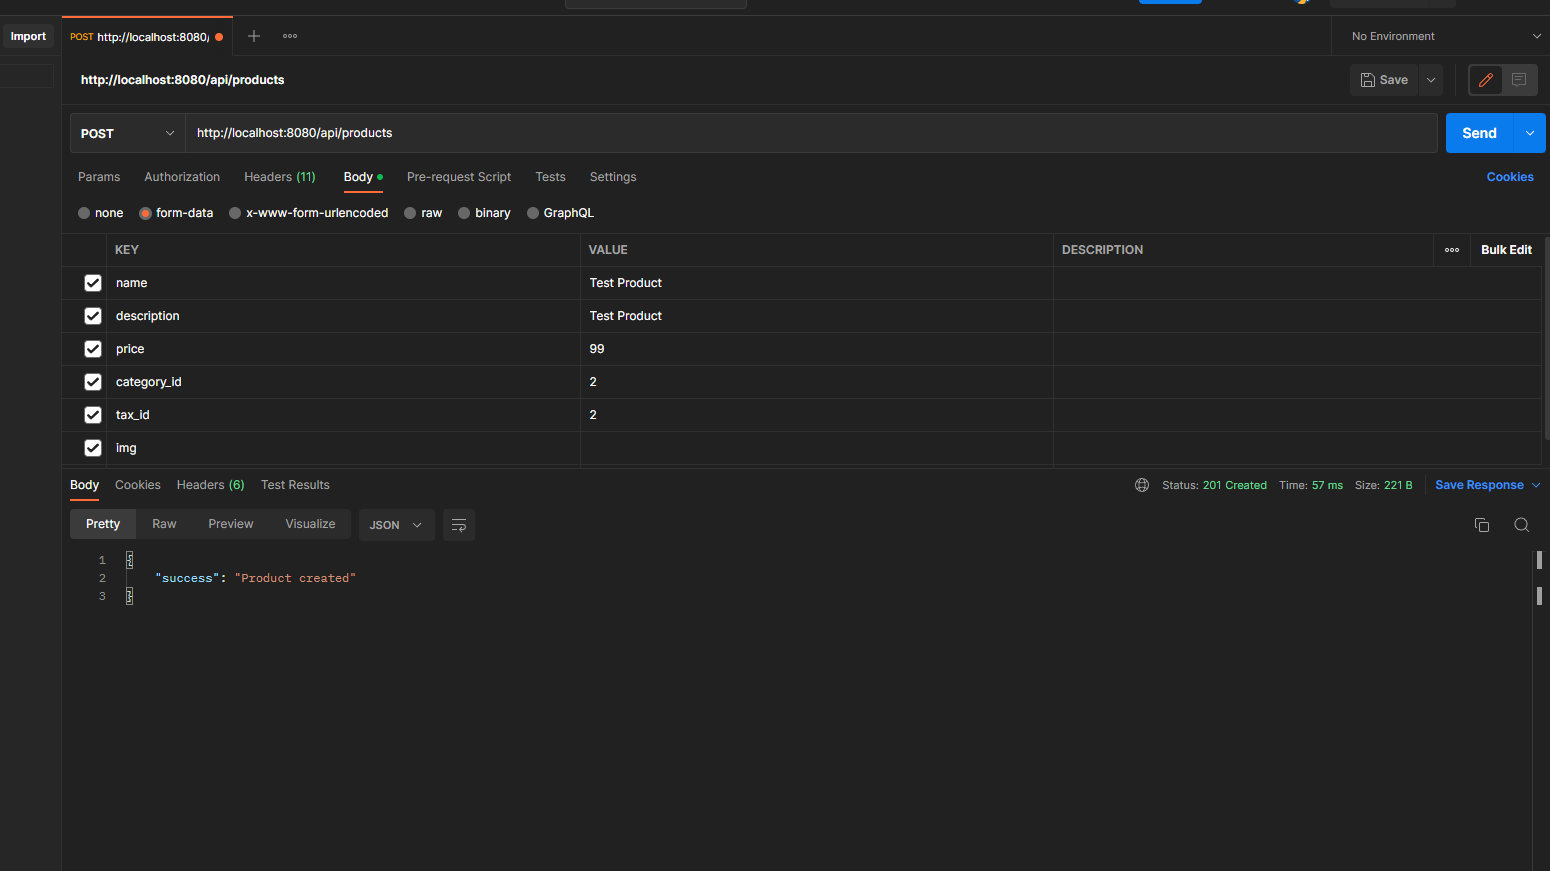 Import
POST http://localhost:8080/
No Environment
http://localhost:8080/api/products
Save
POST
http://localhost:8080/api/products
Send
Params Authorization Headers (11) Body Pre-request Script Tests Settings Cookies
none form-data x-www-form-urlencoded raw binary GraphQL
KEY VALUE DESCRIPTION Bulk Edit
name Test Product
description Test Product
price 99
category_id 2
tax_id 2
img
Body Cookies Headers (6) Test Results Status: 201 Created Time: 57 ms Size: 221 B Save Response
Pretty Raw Preview Visualize JSON
1 {
2 "success": "Product created"
3 }